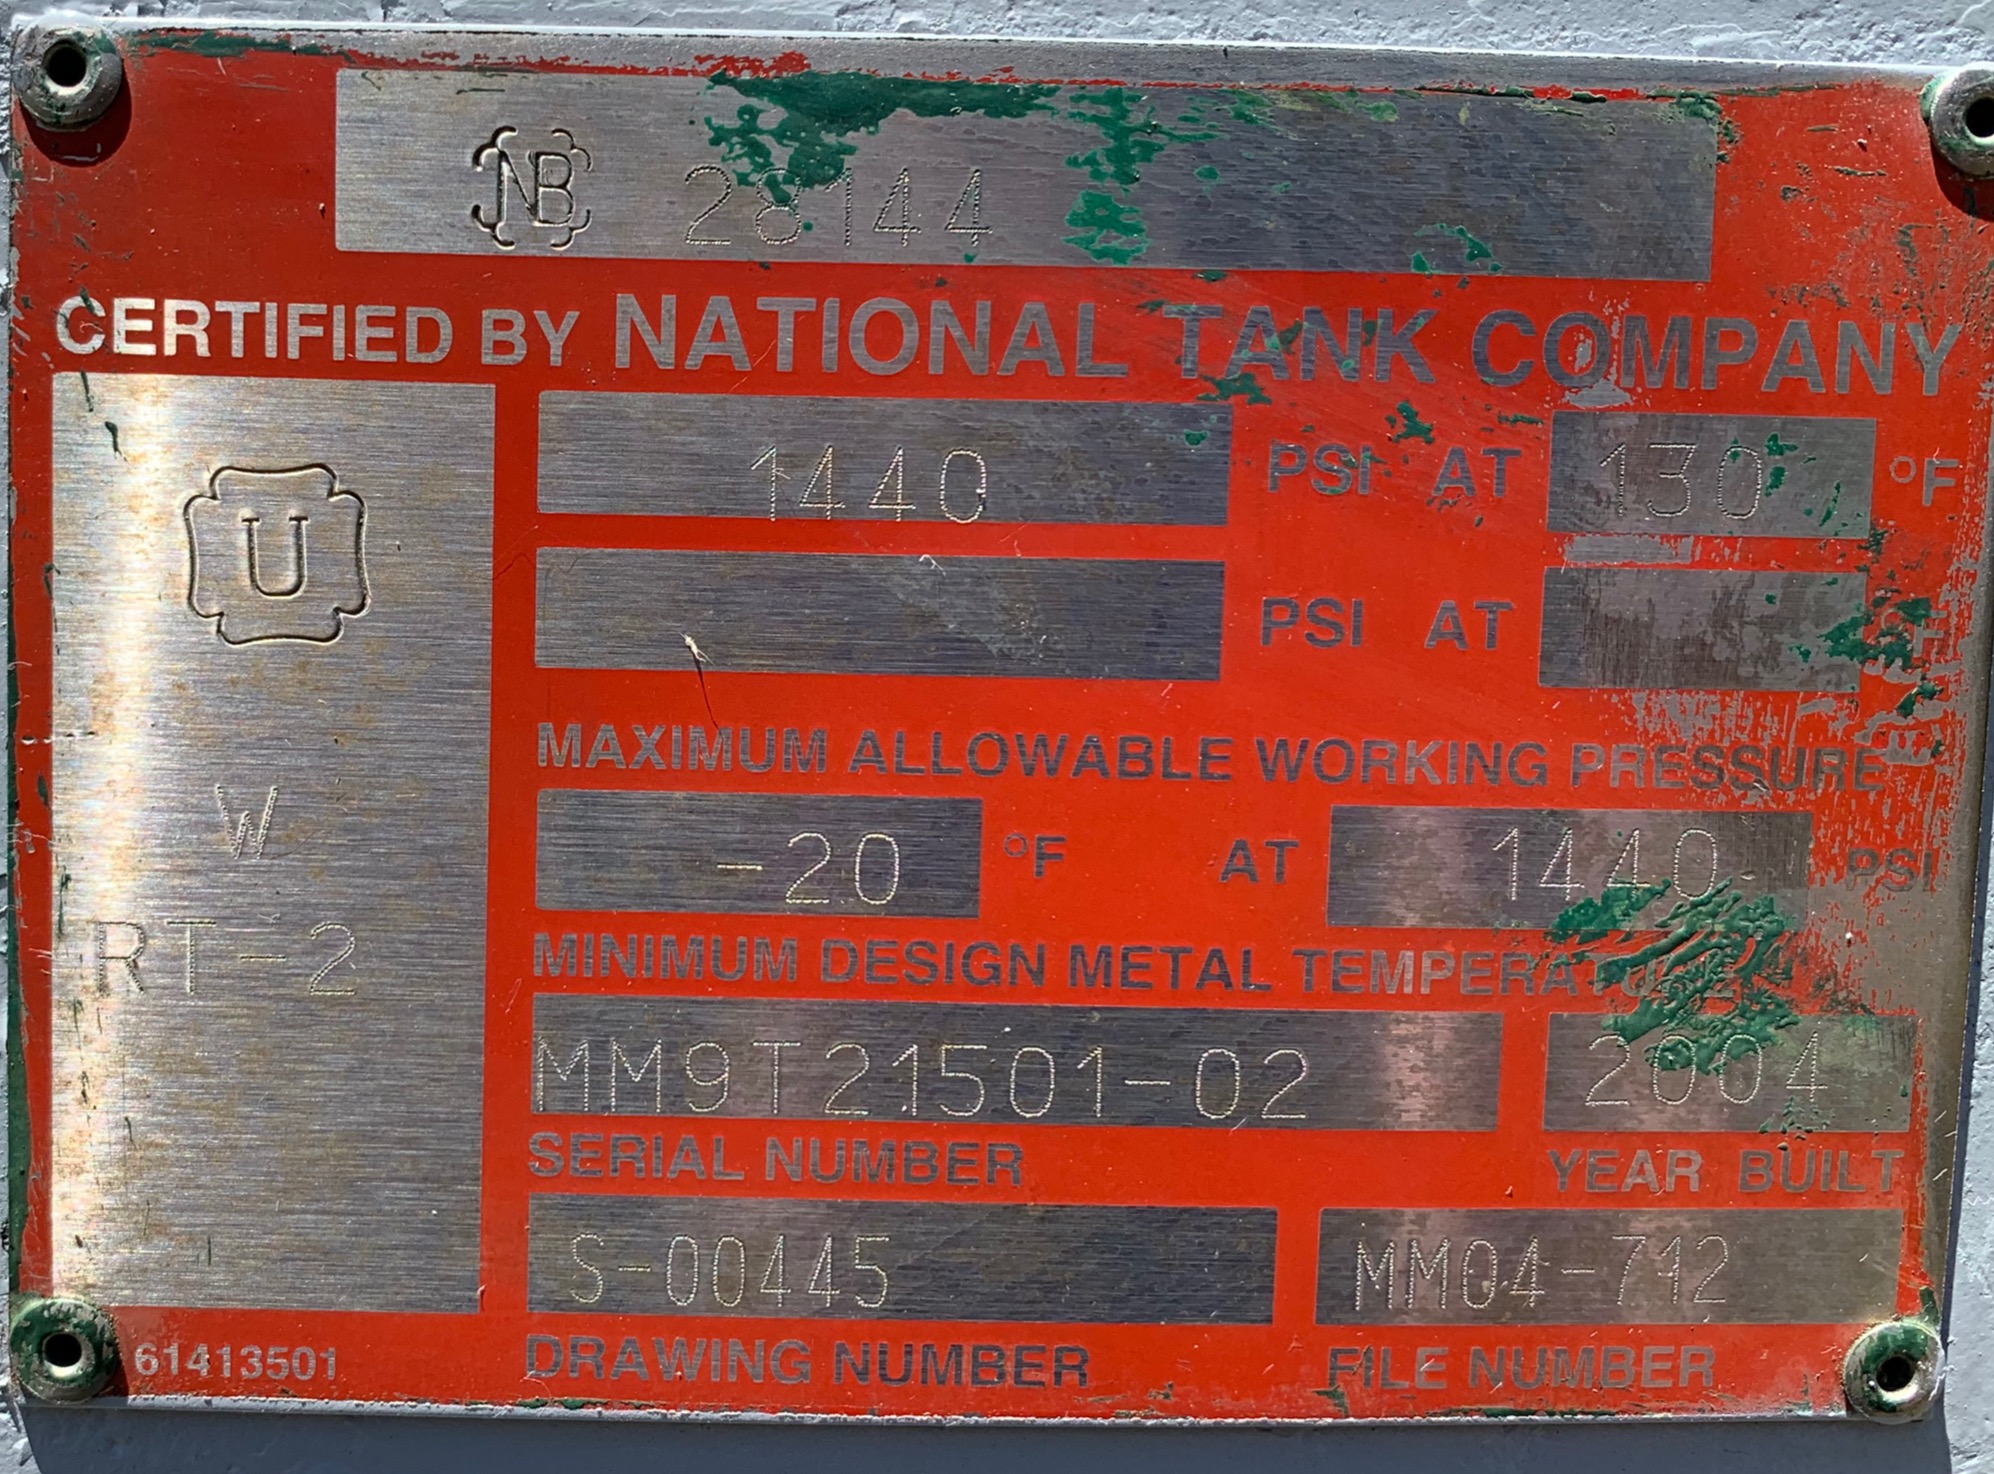 NB 28144
CERTIFIED BY NATIONAL TANK COMPANY
U
W
RT-2
1440 PSI AT 130 °F
PSI AT °F
MAXIMUM ALLOWABLE WORKING PRESSURE
-20 °F AT 1440 PSI
MINIMUM DESIGN METAL TEMPERATURE
MM9T21501-02 2004
SERIAL NUMBER YEAR BUILT
S-00445 MM04-712
DRAWING NUMBER FILE NUMBER
61413501